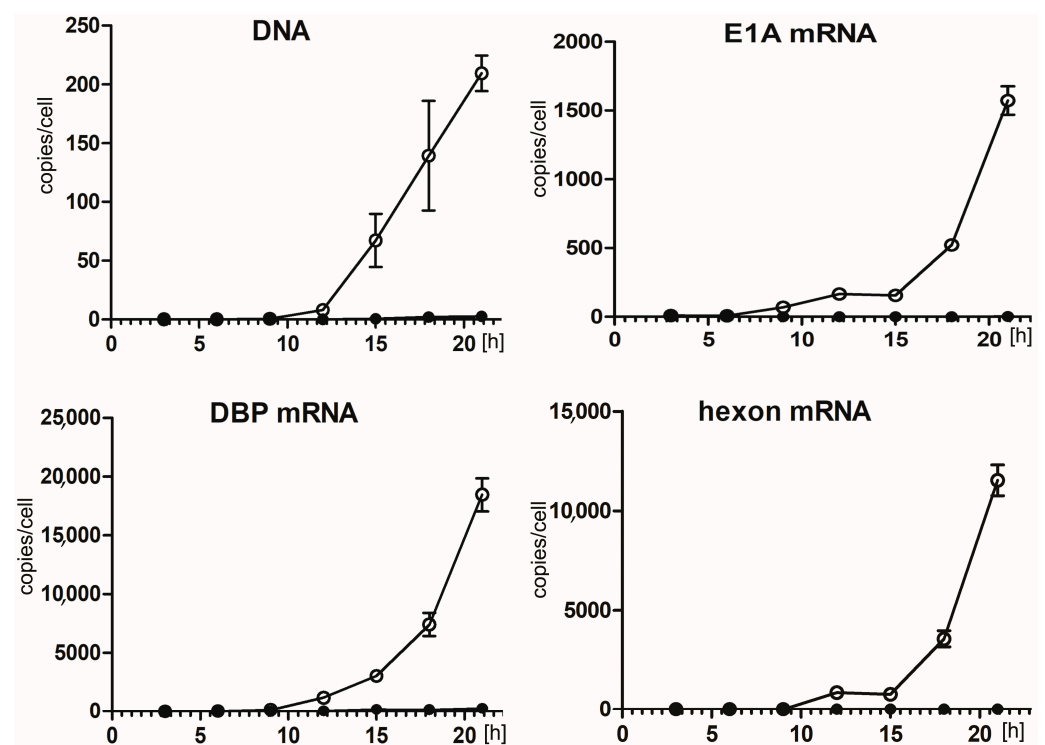 DNA
copies/cell
250
200
150
100
50
0
0 5 10 15 20 [h]
E1A mRNA
copies/cell
2000
1500
1000
500
0
0 5 10 15 20 [h]
DBP mRNA
copies/cell
25,000
20,000
15,000
10,000
5000
0
0 5 10 15 20 [h]
hexon mRNA
copies/cell
15,000
10,000
5000
0
0 5 10 15 20 [h]